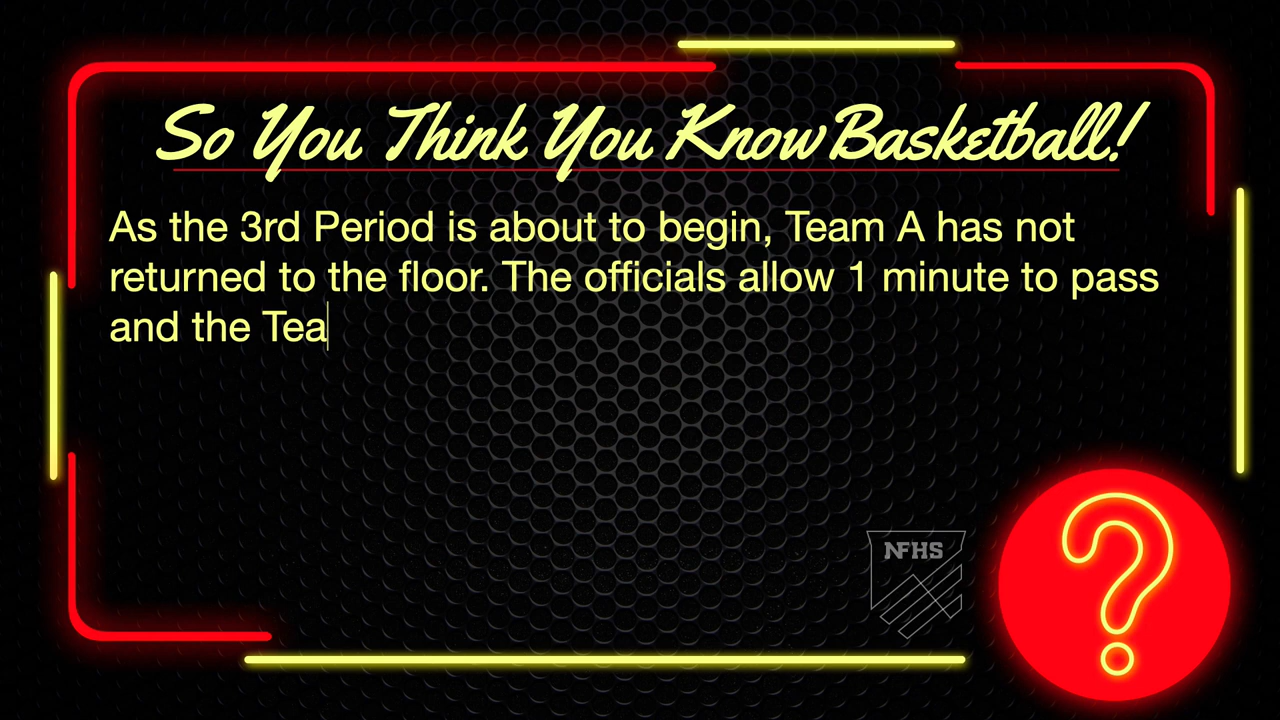 So You Think You Know Basketball!
As the 3rd Period is about to begin, Team A has not
returned to the floor. The officials allow 1 minute to pass
and the Tea
NFHS
?